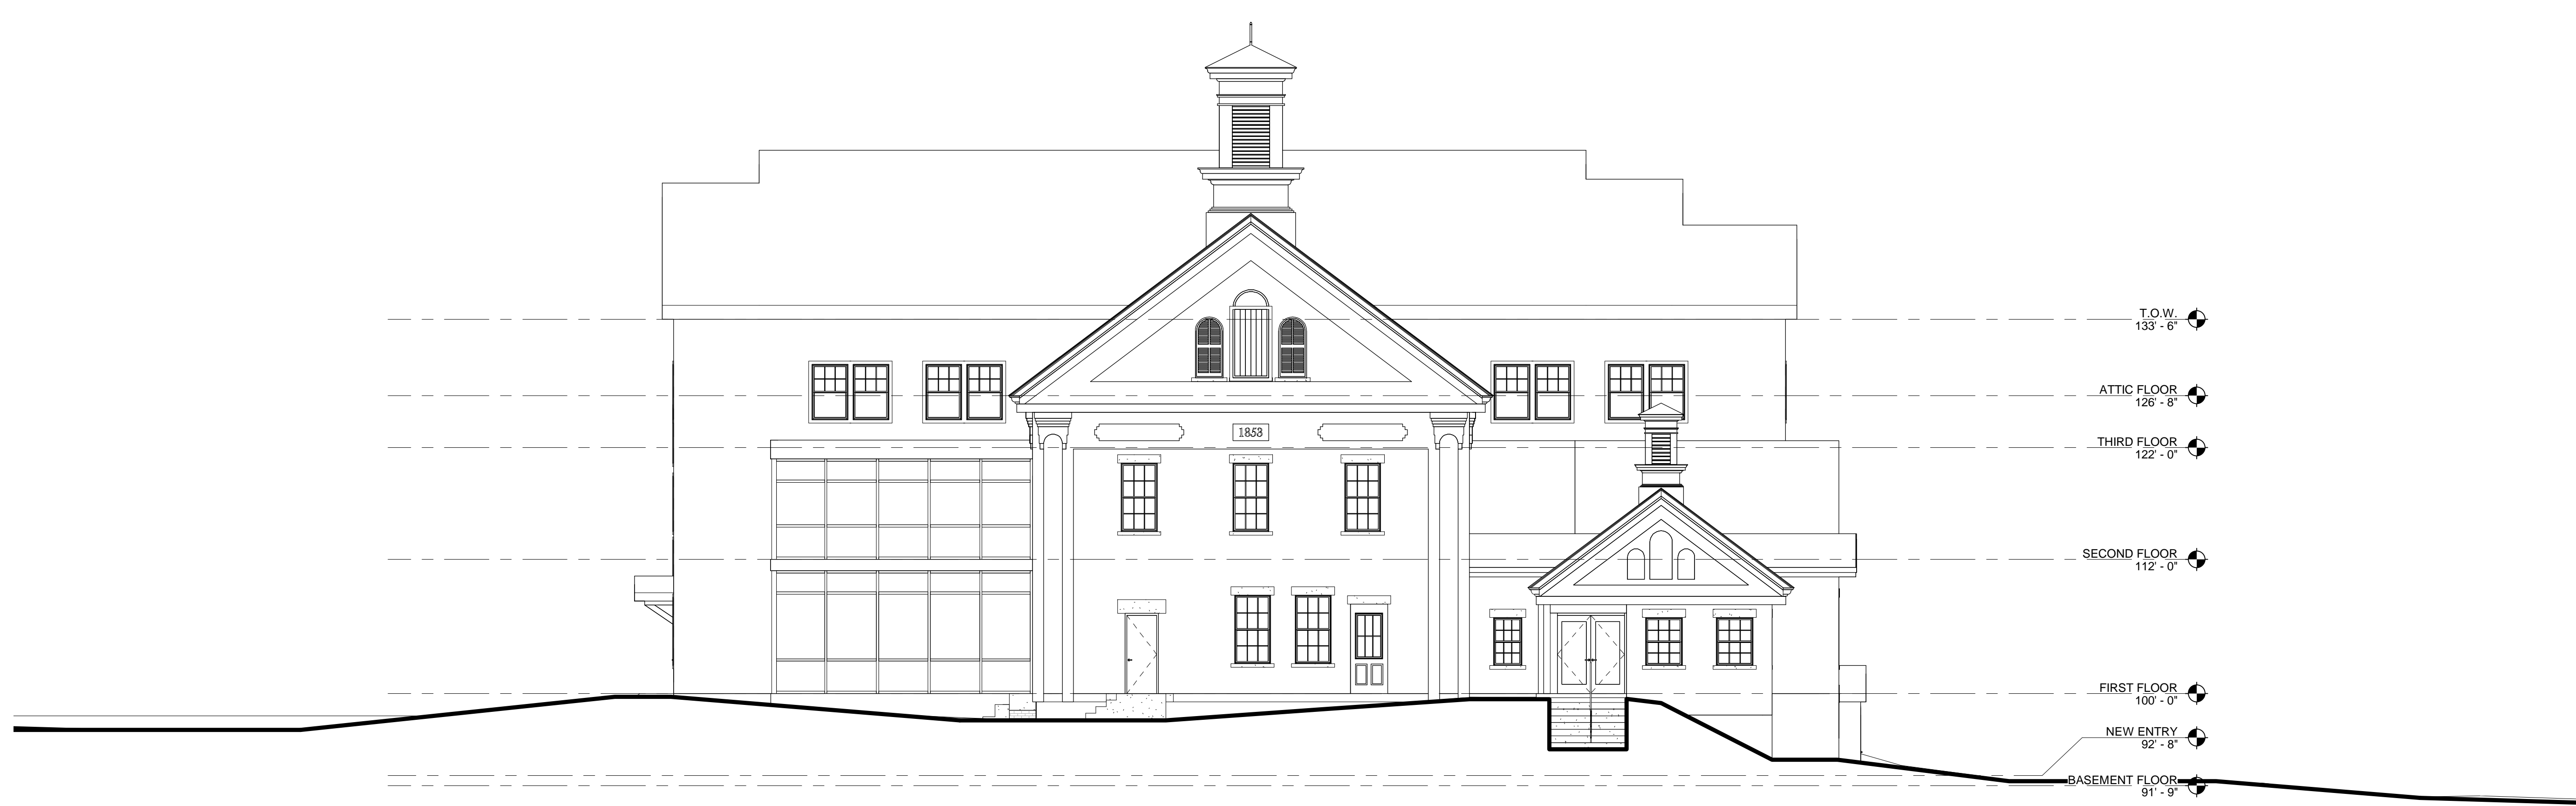 1853
T.O.W.
133' - 6"
ATTIC FLOOR
126' - 8"
THIRD FLOOR
122' - 0"
SECOND FLOOR
112' - 0"
FIRST FLOOR
100' - 0"
NEW ENTRY
92' - 8"
BASEMENT FLOOR
91' - 9"